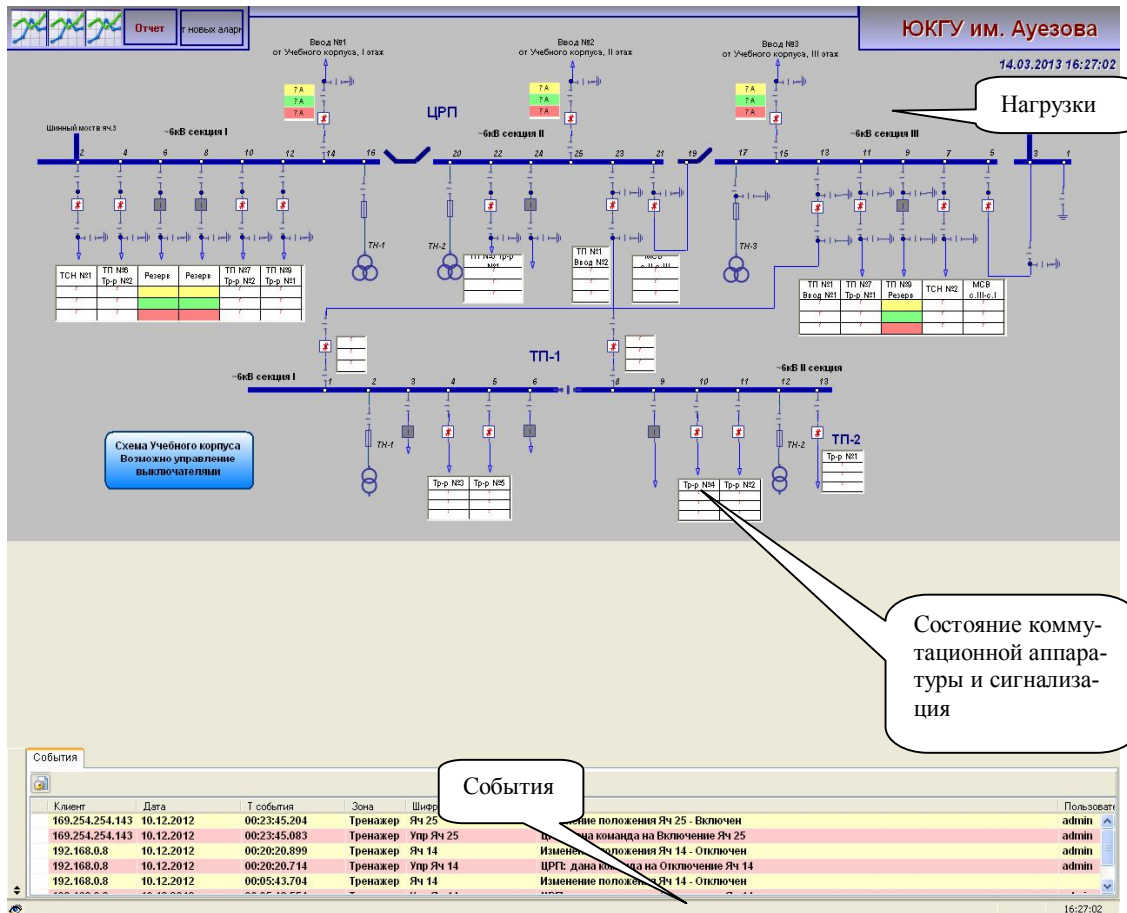 Отчет
т новых аларм
ЮКГУ им. Ауезова
14.03.2013 16:27:02
Ввод №1
от Учебного корпуса, I этаж
Ввод №2
от Учебного корпуса, II этаж
Ввод №3
от Учебного корпуса, III этаж
? А
? А
? А
? А
? А
? А
? А
? А
? А
Нагрузки
ЦРП
Шинный мост в яч.3
~6кВ секция I
~6кВ секция II
~6кВ секция III
2 4 6 8 10 12 14 16 20 22 24 25 23 21 19 17 15 13 11 9 7 5 3 1
ТН-1
ТН-2
ТН-3
ТСН №1
ТП №6 Тр-р №2
Резерв
Резерв
ТП №7 Тр-р №2
ТП №9 Тр-р №1
ТП №1 Ввод №2
ТП №1 Ввод №1
ТП №7 Тр-р №1
ТП №9 Резерв
ТСН №2
МСВ с.III-с.I
ТП-1
~6кВ секция I
~6кВ II секция
1 2 3 4 5 6 8 9 10 11 12 13
ТН-1
ТН-2
ТП-2
Тр-р №1
Тр-р №3 Тр-р №5
Тр-р №4 Тр-р №2
Схема Учебного корпуса
Возможно управление
выключателями
Состояние комму-
тационной аппара-
туры и сигнализа-
ция
События
События
Клиент Дата Т события Зона Шифр Пользовате
169.254.254.143 10.12.2012 00:23:45.204 Тренажер Яч 25 положения Яч 25 - Включен admin
169.254.254.143 10.12.2012 00:23:45.083 Тренажер Упр Яч 25 команда на Включение Яч 25 admin
192.168.0.8 10.12.2012 00:20:20.899 Тренажер Яч 14 Изменение положения Яч 14 - Отключен admin
192.168.0.8 10.12.2012 00:20:20.714 Тренажер Упр Яч 14 ЦРП: дана команда на Отключение Яч 14 admin
192.168.0.8 10.12.2012 00:05:43.704 Тренажер Яч 14 Изменение положения Яч 14 - Отключен admin
16:27:02